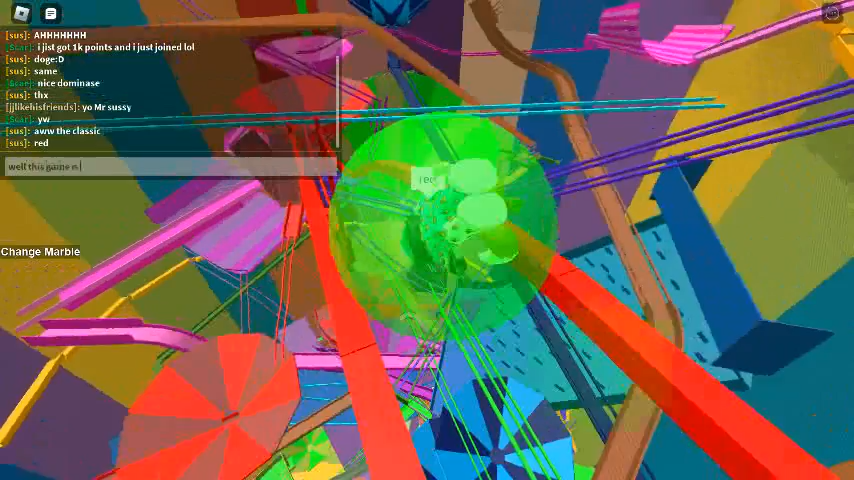 [sus]: AHHHHHHH
[Scar]: i jist got 1k points and i just joined lol
[sus]: doge:D
[sus]: same
[Scar]: nice dominase
[sus]: thx
[jjlikehisfriends]: yo Mr sussy
[Scar]: yw
[sus]: aww the classic
[sus]: red
well this game is
red
Change Marble